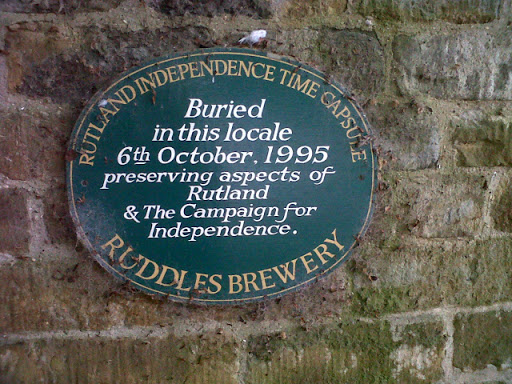 RUTLAND INDEPENDENCE TIME CAPSULE
Buried
in this locale
6th October, 1995
preserving aspects of
Rutland
& The Campaign for
Independence.
RUDDLES BREWERY